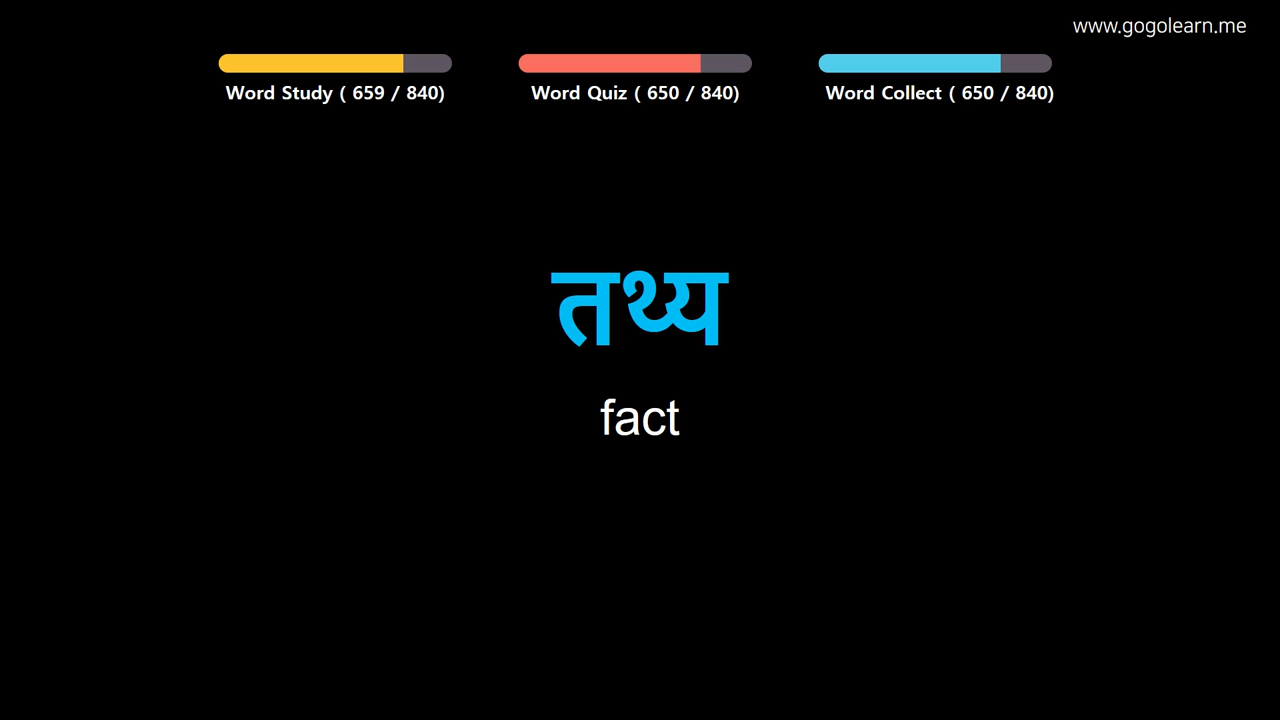 www.gogolearn.me
Word Study ( 659 / 840)
Word Quiz ( 650 / 840)
Word Collect ( 650 / 840)
तथ्य
fact